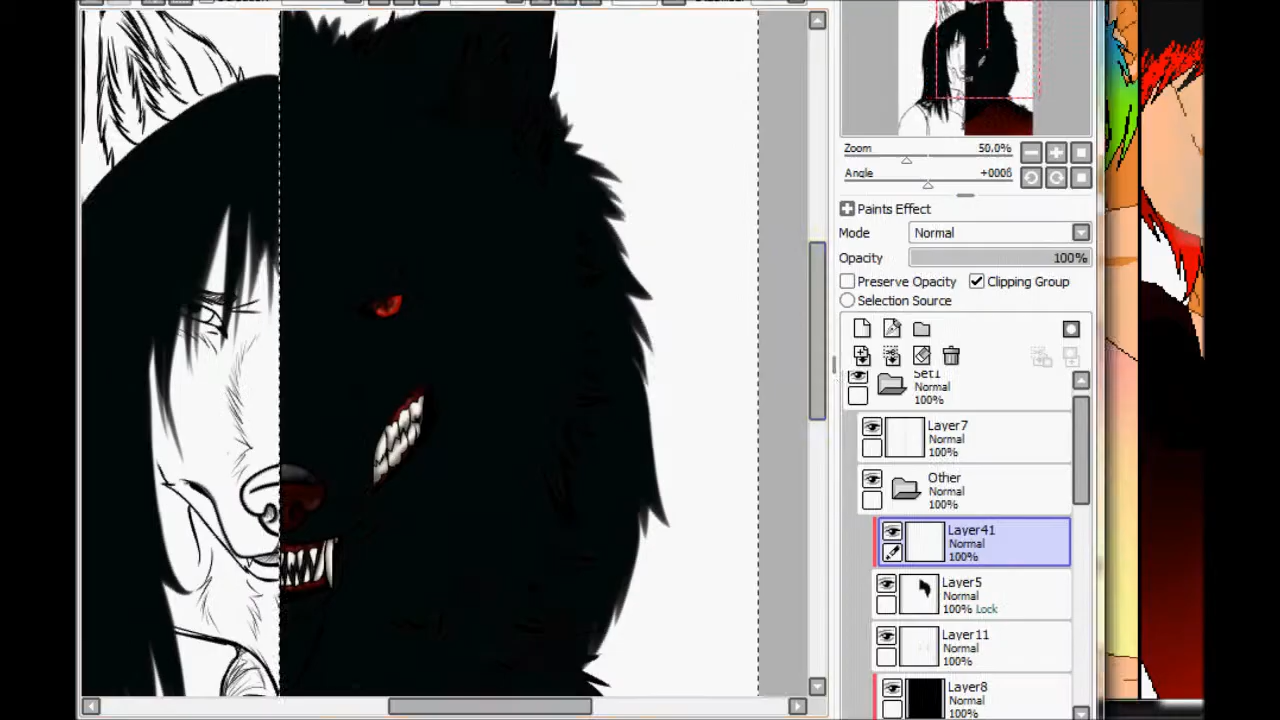 Zoom 50.0%
Angle +0006
Paints Effect
Mode Normal
Opacity 100%
Preserve Opacity Clipping Group
Selection Source
Set1
Normal
100%
Layer7
Normal
100%
Other
Normal
100%
Layer41
Normal
100%
Layer5
Normal
100% Lock
Layer11
Normal
100%
Layer8
Normal
100%